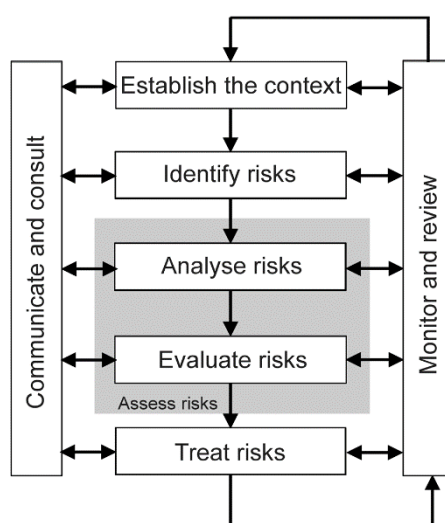 Establish the context
Communicate and consult
Monitor and review
Identify risks
Analyse risks
Evaluate risks
Assess risks
Treat risks